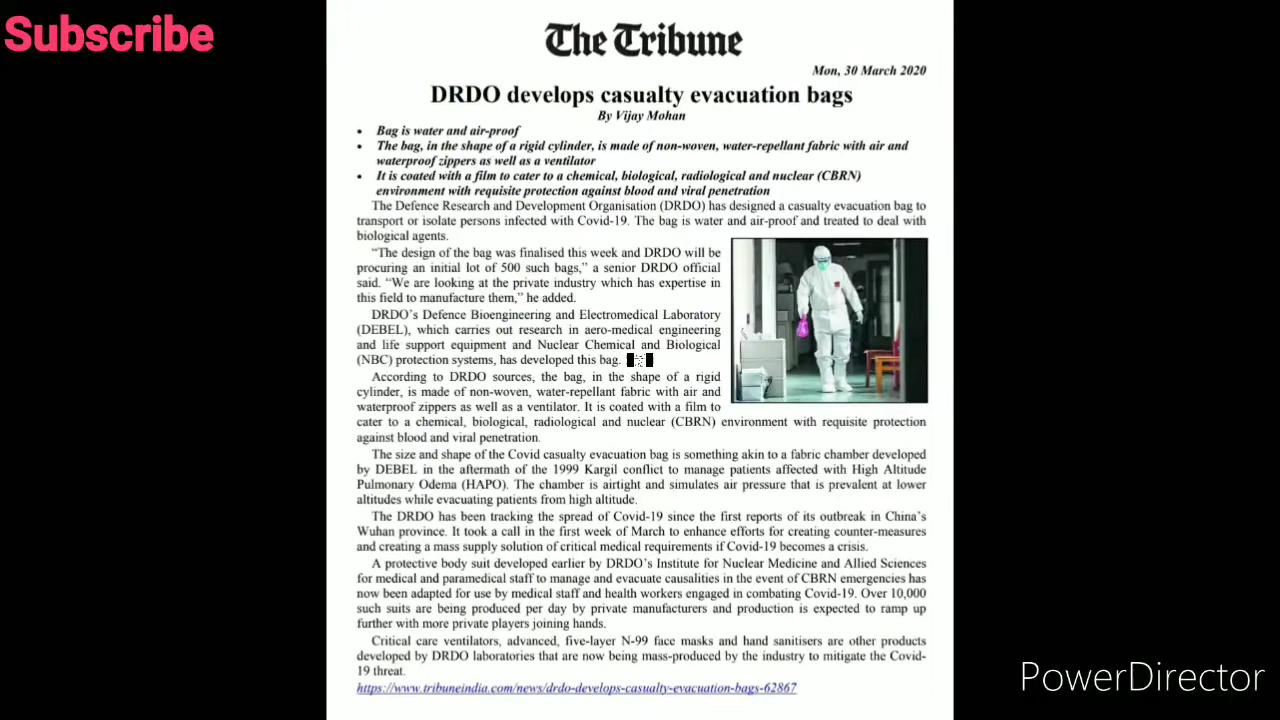 Subscribe
The Tribune
Mon, 30 March 2020
DRDO develops casualty evacuation bags
By Vijay Mohan
• Bag is water and air-proof
• The bag, in the shape of a rigid cylinder, is made of non-woven, water-repellant fabric with air and
waterproof zippers as well as a ventilator
• It is coated with a film to cater to a chemical, biological, radiological and nuclear (CBRN)
environment with requisite protection against blood and viral penetration
The Defence Research and Development Organisation (DRDO) has designed a casualty evacuation bag to
transport or isolate persons infected with Covid-19. The bag is water and air-proof and treated to deal with
biological agents.
“The design of the bag was finalised this week and DRDO will be
procuring an initial lot of 500 such bags,” a senior DRDO official
said. “We are looking at the private industry which has expertise in
this field to manufacture them,” he added.
DRDO’s Defence Bioengineering and Electromedical Laboratory
(DEBEL), which carries out research in aero-medical engineering
and life support equipment and Nuclear Chemical and Biological
(NBC) protection systems, has developed this bag.
According to DRDO sources, the bag, in the shape of a rigid
cylinder, is made of non-woven, water-repellant fabric with air and
waterproof zippers as well as a ventilator. It is coated with a film to
cater to a chemical, biological, radiological and nuclear (CBRN) environment with requisite protection
against blood and viral penetration.
The size and shape of the Covid casualty evacuation bag is something akin to a fabric chamber developed
by DEBEL in the aftermath of the 1999 Kargil conflict to manage patients affected with High Altitude
Pulmonary Odema (HAPO). The chamber is airtight and simulates air pressure that is prevalent at lower
altitudes while evacuating patients from high altitude.
The DRDO has been tracking the spread of Covid-19 since the first reports of its outbreak in China’s
Wuhan province. It took a call in the first week of March to enhance efforts for creating counter-measures
and creating a mass supply solution of critical medical requirements if Covid-19 becomes a crisis.
A protective body suit developed earlier by DRDO’s Institute for Nuclear Medicine and Allied Sciences
for medical and paramedical staff to manage and evacuate causalities in the event of CBRN emergencies has
now been adapted for use by medical staff and health workers engaged in combating Covid-19. Over 10,000
such suits are being produced per day by private manufacturers and production is expected to ramp up
further with more private players joining hands.
Critical care ventilators, advanced, five-layer N-99 face masks and hand sanitisers are other products
developed by DRDO laboratories that are now being mass-produced by the industry to mitigate the Covid-
19 threat.
https://www.tribuneindia.com/news/drdo-develops-casualty-evacuation-bags-62867
PowerDirector